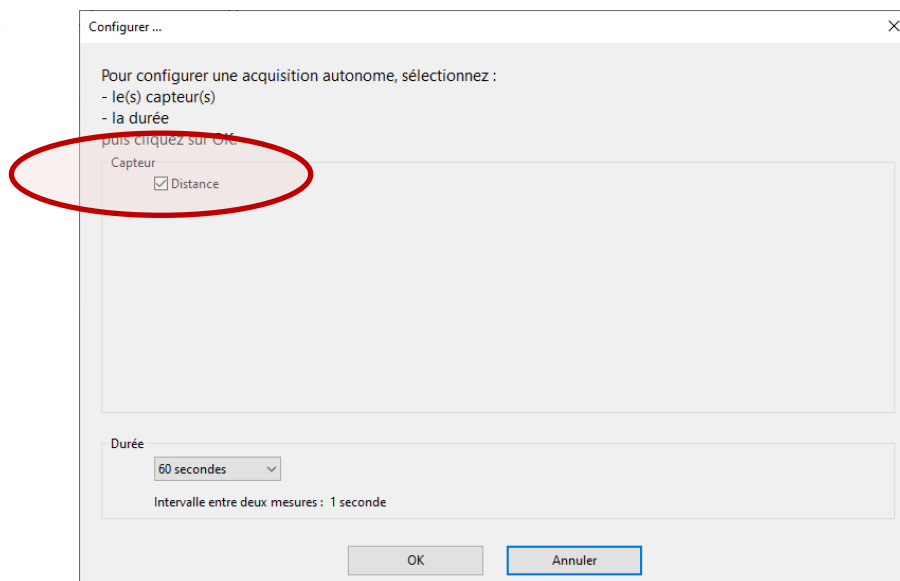 Configurer ...
Pour configurer une acquisition autonome, sélectionnez :
- le(s) capteur(s)
- la durée
puis cliquez sur OK.
Capteur
Distance
Durée
60 secondes
Intervalle entre deux mesures : 1 seconde
OK
Annuler